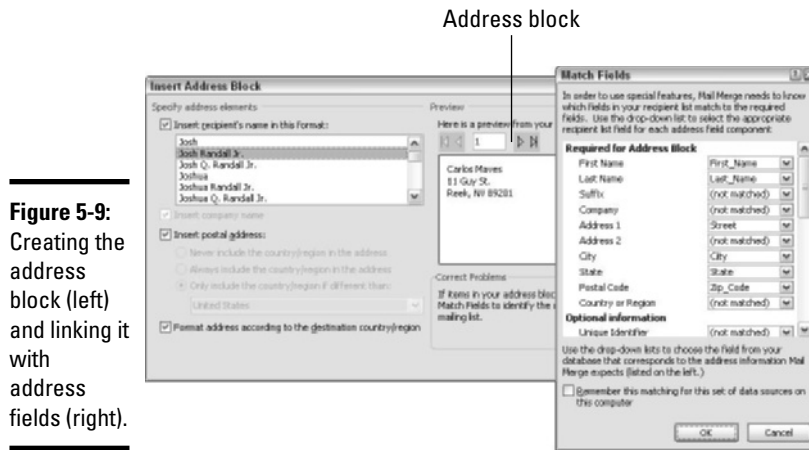 Address block
Insert Address Block
Specify address elements
Insert recipient's name in this format:
Josh
Josh Randall Jr.
Josh Q. Randall Jr.
Joshua
Joshua Randall Jr.
Joshua Q. Randall Jr.
Insert company name
Insert postal address:
Never include the country/region in the address
Always include the country/region in the address
Only include the country/region if different than:
United States
Format address according to the destination country/region
Preview
Here is a preview from your
1
Carlos Mayes
11 Guy St.
Reek, NV 89201
Correct Problems
If items in your address bloc
Match Fields to identify the
mailing list.
Match Fields
In order to use special features, Mail Merge needs to know
which fields in your recipient list match to the required
fields. Use the drop-down list to select the appropriate
recipient list field for each address field component
Required for Address Block
First Name First_Name
Last Name Last_Name
Suffix (not matched)
Company (not matched)
Address 1 Street
Address 2 (not matched)
City City
State State
Postal Code Zip_Code
Country or Region (not matched)
Optional information
Unique Identifier (not matched)
Use the drop-down lists to choose the field from your
database that corresponds to the address information Mail
Merge expects (listed on the left.)
Remember this matching for this set of data sources on
this computer
OK Cancel
Figure 5-9:
Creating the
address
block (left)
and linking it
with
address
fields (right).